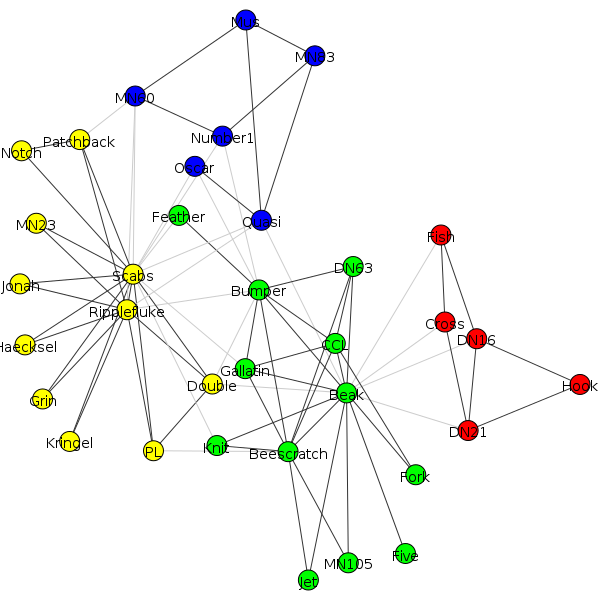 Mus
MN83
MN60
Number1
Patchback
Notch
Oscar
Feather
Quasi
MN23
Fish
DN63
Scabs
Jonah
Bumper
Ripplefluke
Cross
DN16
Haecksel
CCL
Gallatin
Double
Hook
Beak
Grin
DN21
Kringel
PL
Knit
Beescratch
Fork
Five
MN105
Jet